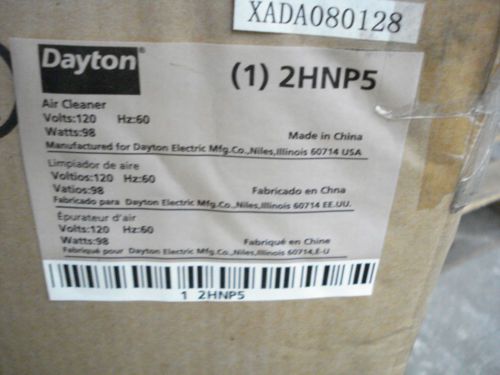 XADA080128
Dayton®
(1) 2HNP5
Air Cleaner
Volts:120 Hz:60
Watts:98 Made in China
Manufactured for Dayton Electric Mfg.Co.,Niles,Illinois 60714 USA
Limpiador de aire
Voltios:120 Hz:60
Vatios:98 Fabricado en Chna
Fabricado para Dayton Electric Mfg.Co.,Niles,Illinois 60714 EE.UU.
Épurateur d'air
Volts:120 Hz:60
Watts:98 Fabriqué en Chine
Fabriqué pour Dayton Electric Mfg.Co.,Niles,Illinois 60714,E-U
1 2HNP5